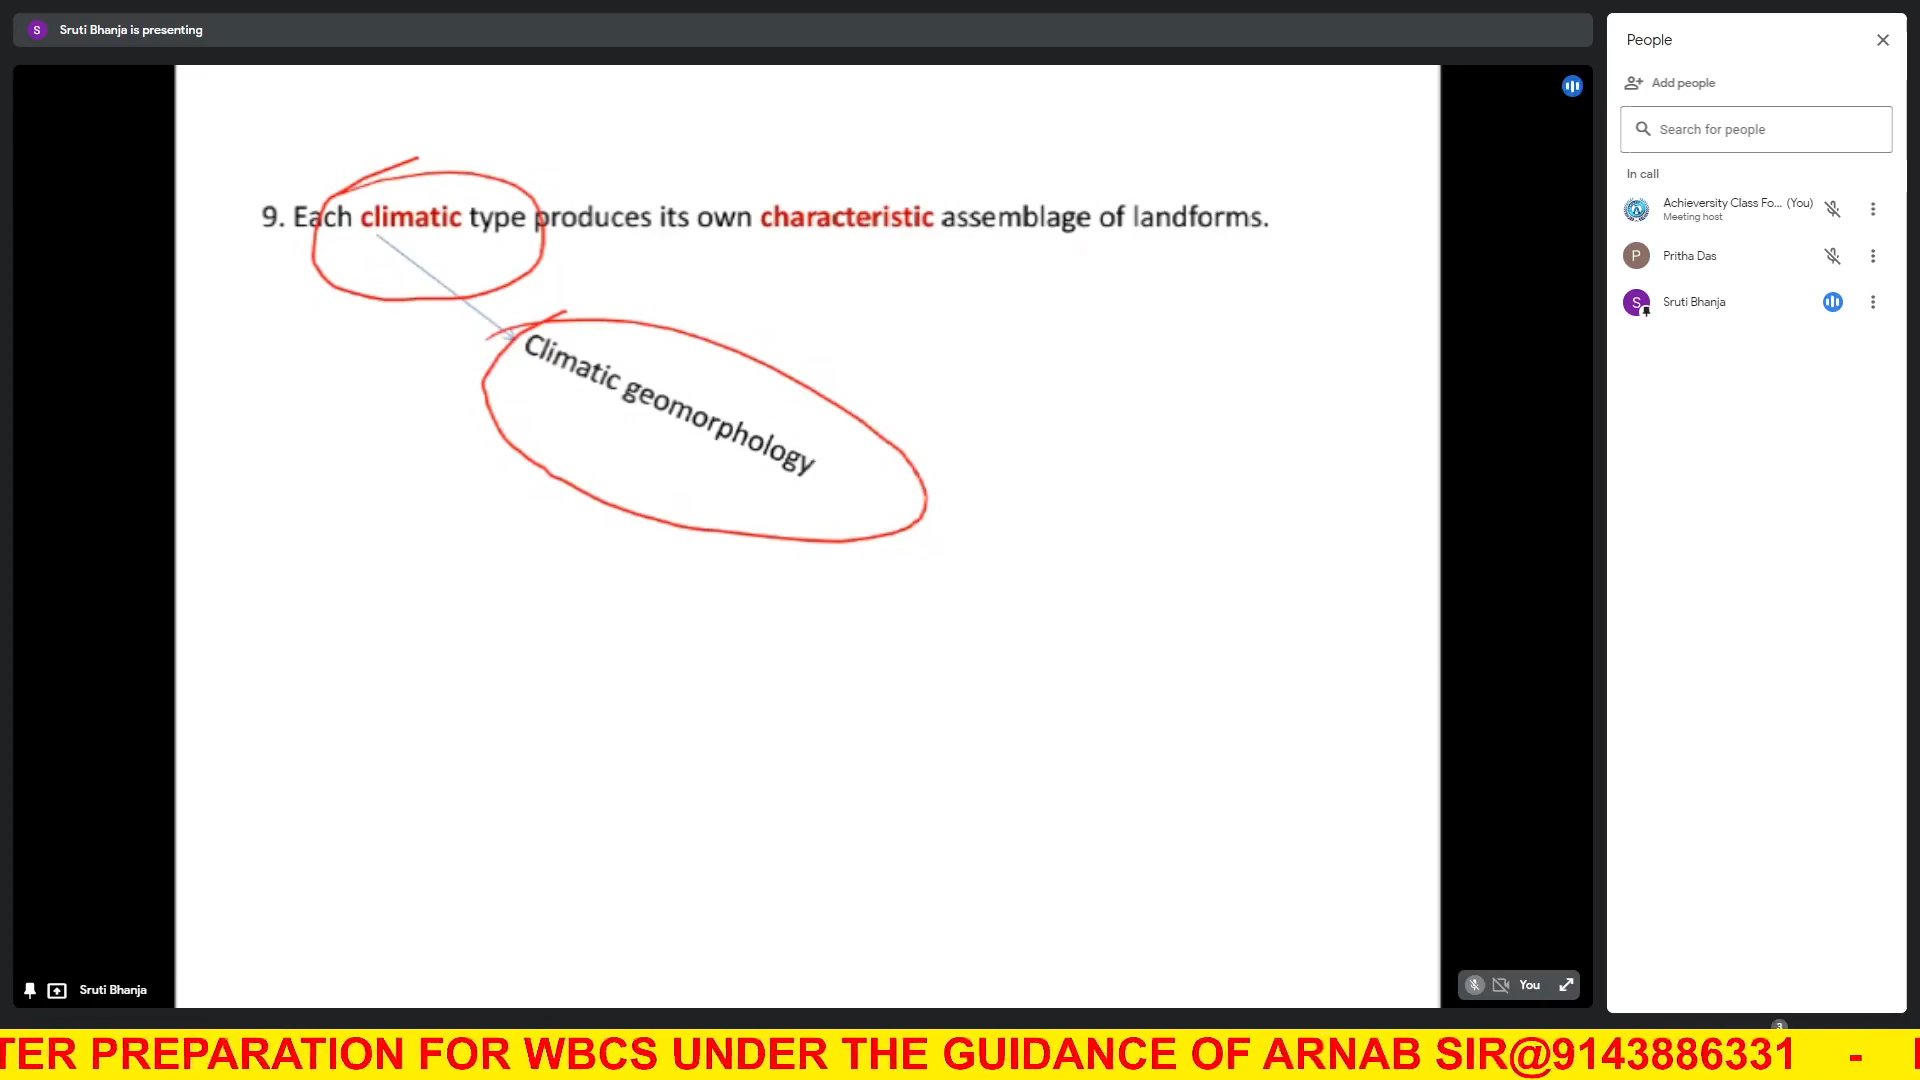 S Sruti Bhanja is presenting
9. Each climatic type produces its own characteristic assemblage of landforms.
Climatic geomorphology
Sruti Bhanja
You
People
Add people
Search for people
In call
Achieversity Class Fo... (You)
Meeting host
P Pritha Das
S Sruti Bhanja
3
TER PREPARATION FOR WBCS UNDER THE GUIDANCE OF ARNAB SIR@9143886331 -